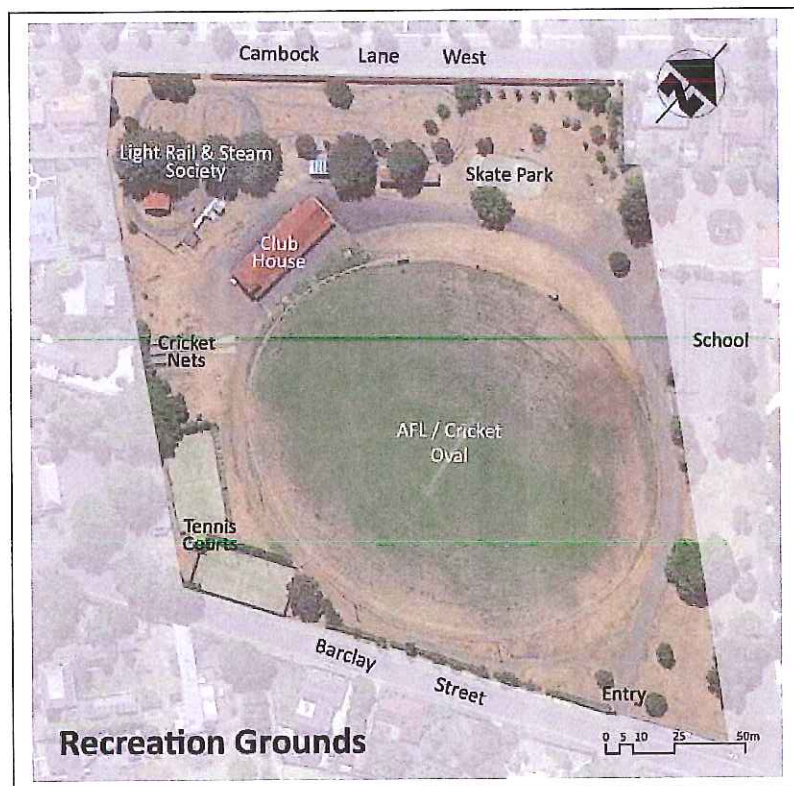 Cambock Lane West
Light Rail & Steam
Society
Skate Park
Club
House
Cricket
Nets
School
AFL / Cricket
Oval
Tennis
Courts
Barclay
Street
Entry
Recreation Grounds
0 5 10 25 50m